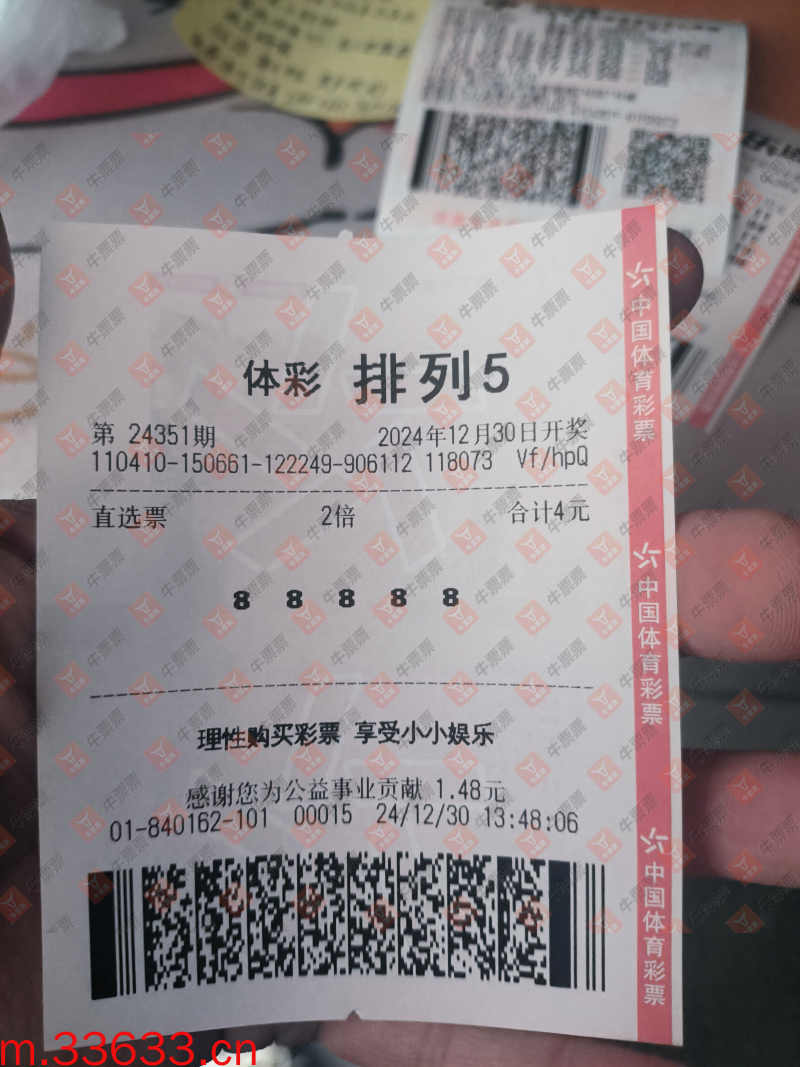 体彩 排列5
第 24351期 2024年12月30日开奖
110410-150661-122249-906112 118073 Vf/hpQ
直选票 2倍 合计4元
8 8 8 8 8
理性购买彩票 享受小小娱乐
感谢您为公益事业贡献 1.48元
01-840162-101 00015 24/12/30 13:48:06
中国体育彩票
中国体育彩票
中国体育彩票
牛票票
m.33633.cn